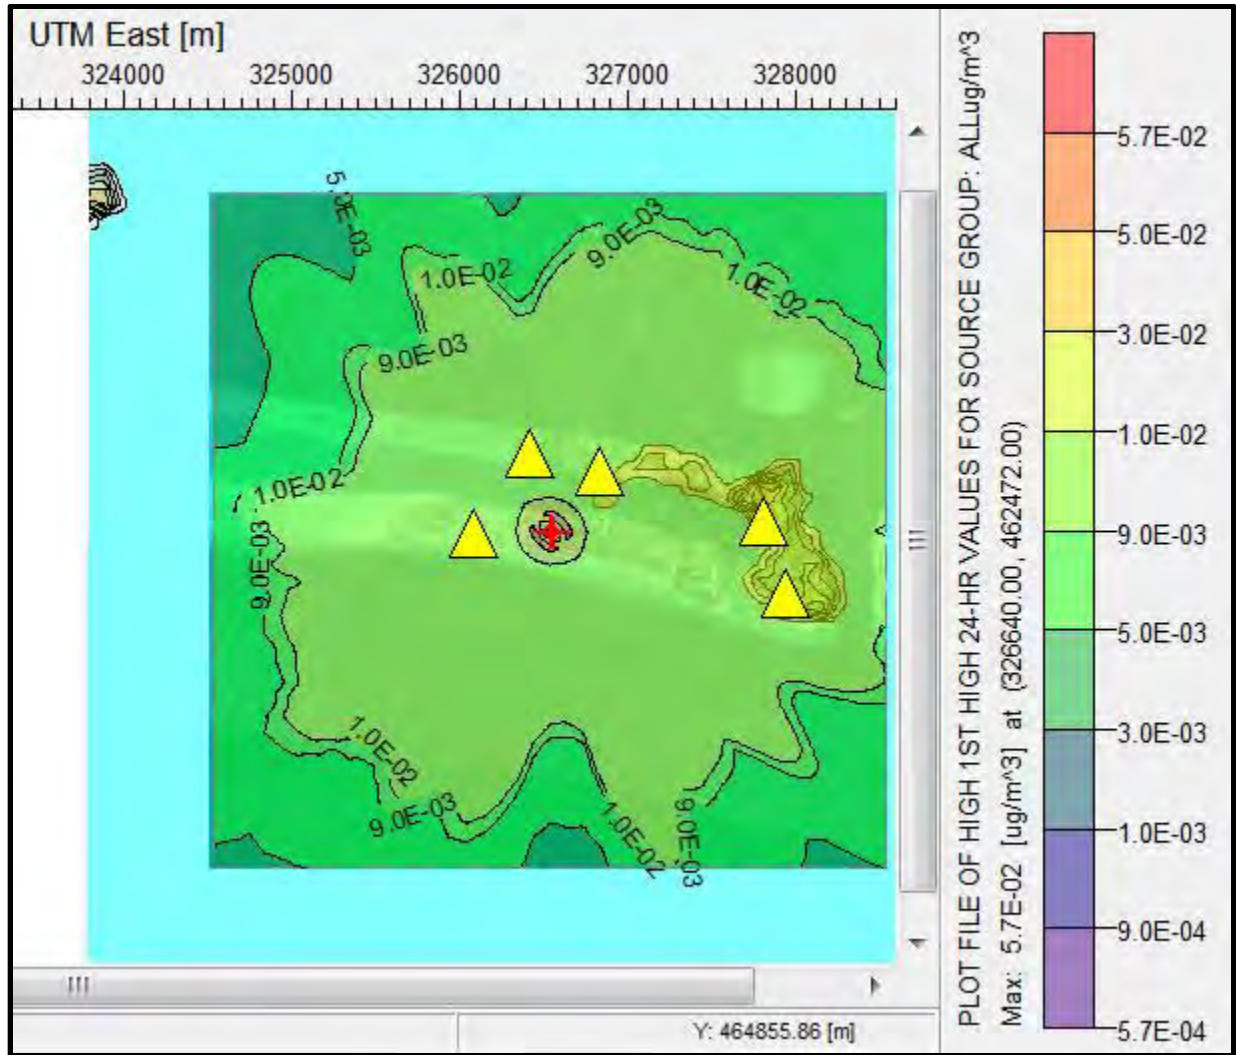 UTM East [m]
324000 325000 326000 327000 328000
5.0E-03
9.0E-03
1.0E-02
1.0E-02
9.0E-03
1.0E-02
9.0E-03
1.0E-02
9.0E-03
1.0E-02
9.0E-03
PLOT FILE OF HIGH 1ST HIGH 24-HR VALUES FOR SOURCE GROUP: ALLug/m^3
Max: 5.7E-02 [ug/m^3] at (326640.00, 462472.00)
5.7E-02
5.0E-02
3.0E-02
1.0E-02
9.0E-03
5.0E-03
3.0E-03
1.0E-03
9.0E-04
5.7E-04
Y: 464855.86 [m]